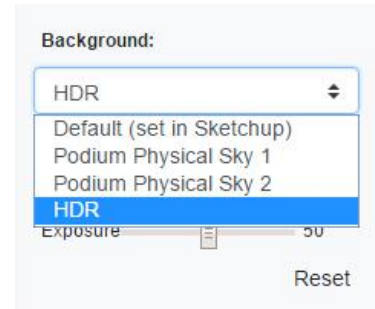 Background:
HDR
Default (set in Sketchup)
Podium Physical Sky 1
Podium Physical Sky 2
HDR
Exposure 50
Reset